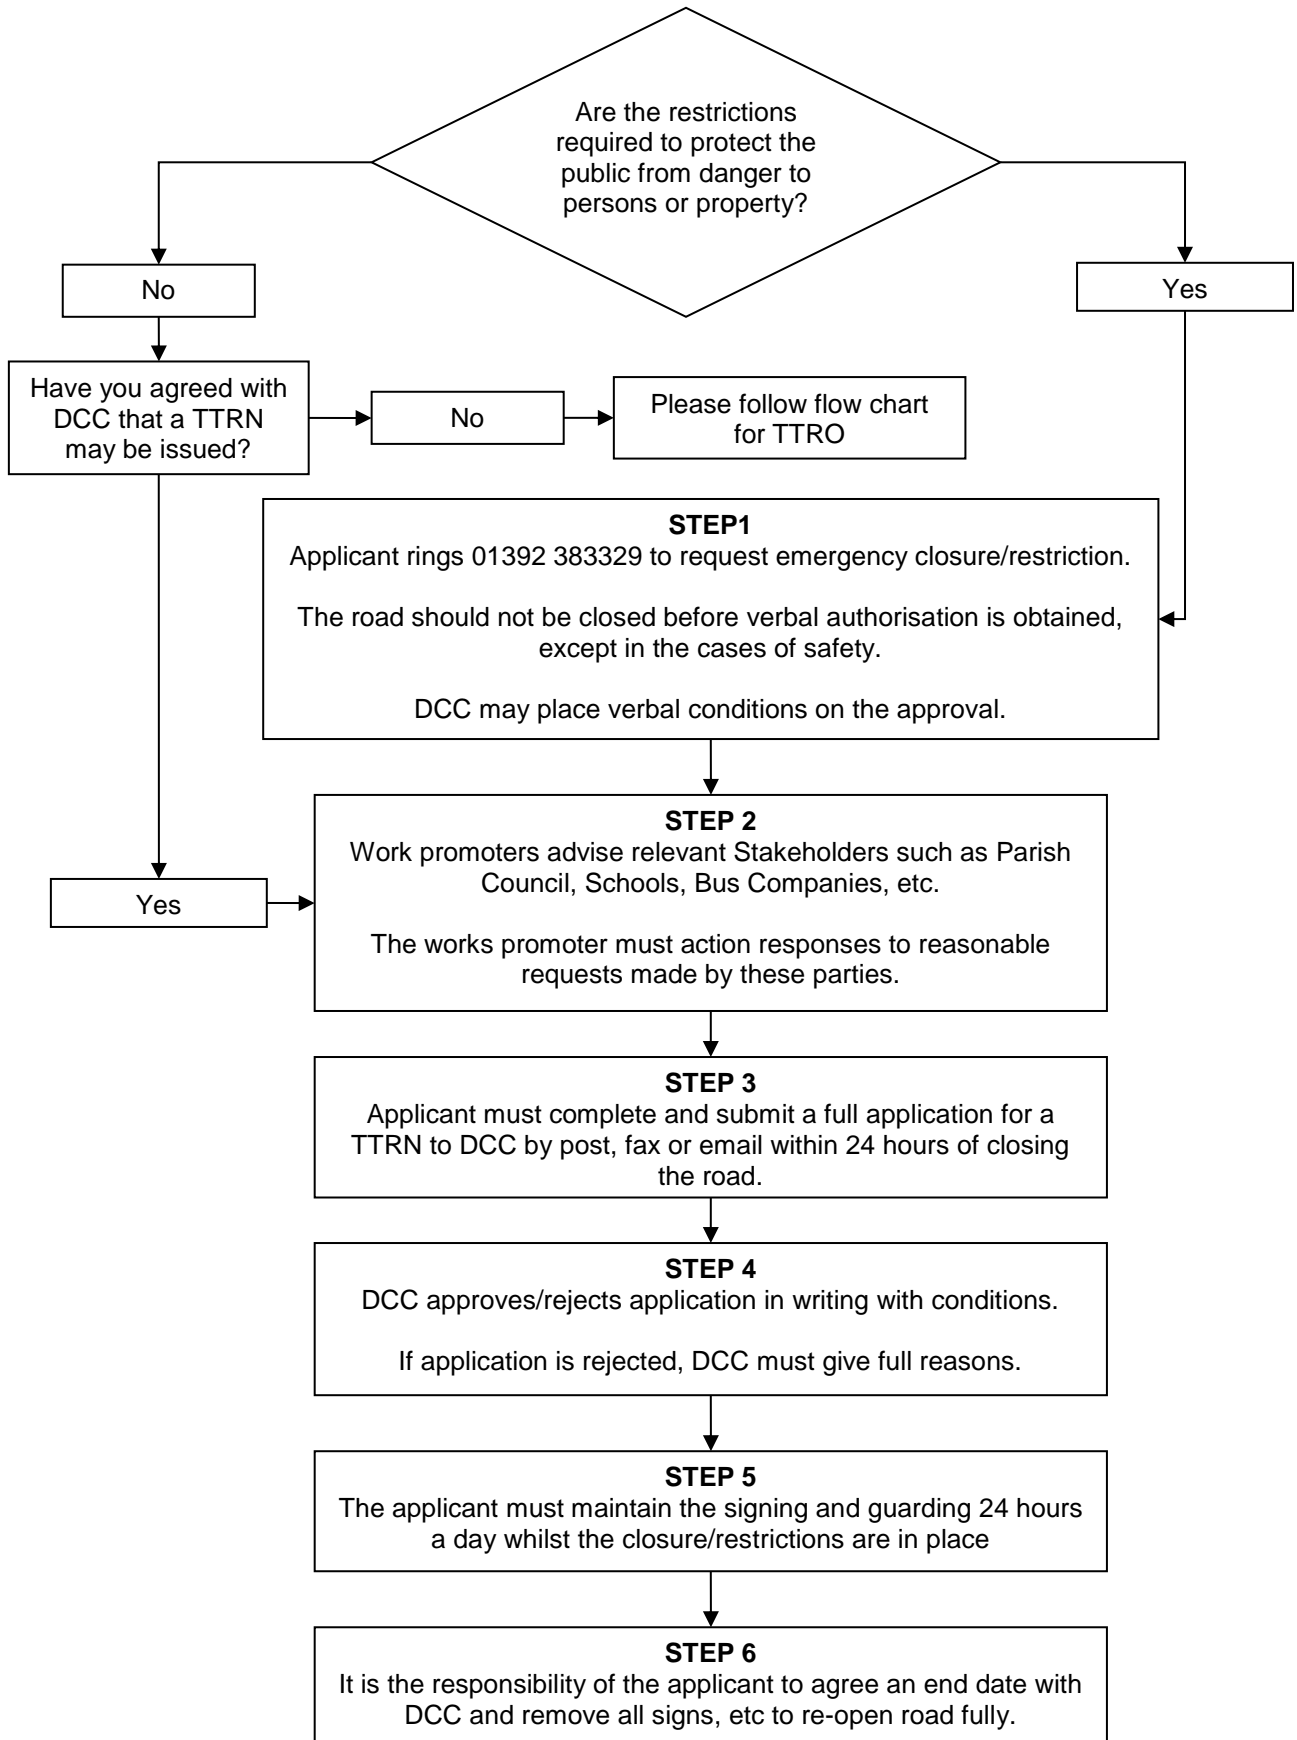 Are the restrictions
required to protect the
public from danger to
persons or property?
No
Yes
Have you agreed with
DCC that a TTRN
may be issued?
No
Please follow flow chart
for TTRO
STEP1
Applicant rings 01392 383329 to request emergency closure/restriction.
The road should not be closed before verbal authorisation is obtained,
except in the cases of safety.
DCC may place verbal conditions on the approval.
STEP 2
Work promoters advise relevant Stakeholders such as Parish
Council, Schools, Bus Companies, etc.
The works promoter must action responses to reasonable
requests made by these parties.
Yes
STEP 3
Applicant must complete and submit a full application for a
TTRN to DCC by post, fax or email within 24 hours of closing
the road.
STEP 4
DCC approves/rejects application in writing with conditions.
If application is rejected, DCC must give full reasons.
STEP 5
The applicant must maintain the signing and guarding 24 hours
a day whilst the closure/restrictions are in place
STEP 6
It is the responsibility of the applicant to agree an end date with
DCC and remove all signs, etc to re-open road fully.